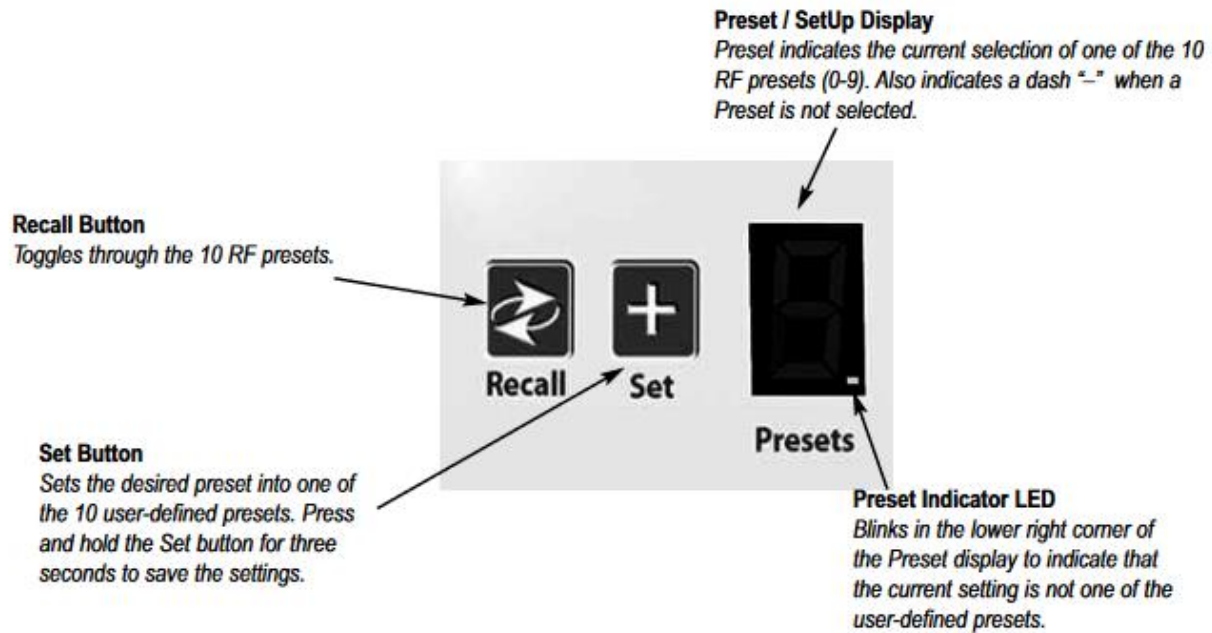 Preset / SetUp Display
Preset indicates the current selection of one of the 10
RF presets (0-9). Also indicates a dash “–” when a
Preset is not selected.
Recall Button
Toggles through the 10 RF presets.
Recall
Set
Presets
Set Button
Sets the desired preset into one of
the 10 user-defined presets. Press
and hold the Set button for three
seconds to save the settings.
Preset Indicator LED
Blinks in the lower right corner of
the Preset display to indicate that
the current setting is not one of the
user-defined presets.